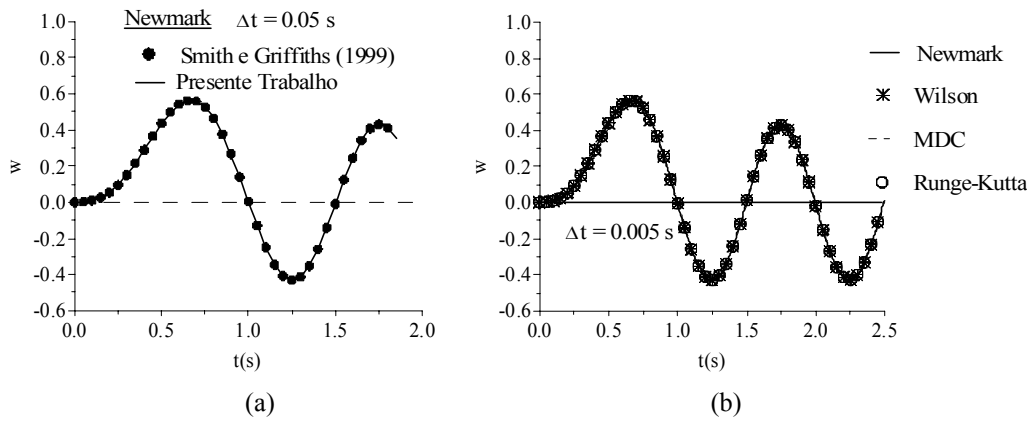 Newmark Δt = 0.05 s
Smith e Griffiths (1999)
Presente Trabalho
1.0
0.8
0.6
0.4
0.2
0.0
-0.2
-0.4
-0.6
w
0.0 0.5 1.0 1.5 2.0
t(s)
(a)
1.0
0.8
0.6
0.4
0.2
0.0
-0.2
-0.4
-0.6
w
Δt = 0.005 s
0.0 0.5 1.0 1.5 2.0 2.5
t(s)
(b)
Newmark
Wilson
MDC
Runge-Kutta